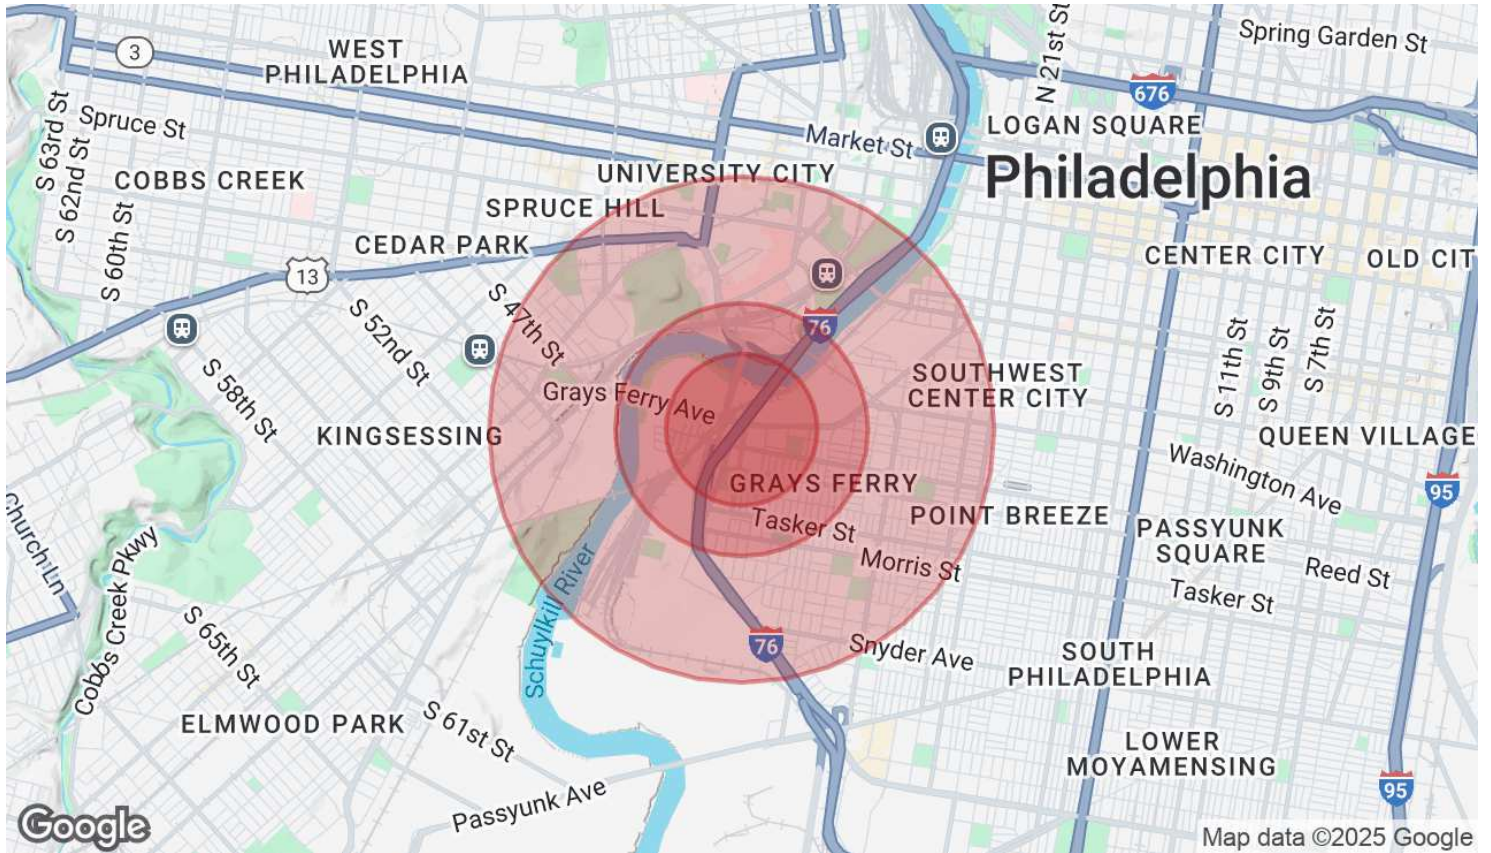 Spring Garden St
N 21st St
3
WEST
PHILADELPHIA
676
S 63rd St
Spruce St
S 62nd St
Market St
LOGAN SQUARE
UNIVERSITY CITY
Philadelphia
COBBS CREEK
SPRUCE HILL
S 60th St
CEDAR PARK
CENTER CITY
OLD CIT
13
S 47th St
S 52nd St
76
S 7th St
S 9th St
S 11th St
S 58th St
Grays Ferry Ave
SOUTHWEST
CENTER CITY
KINGSESSING
QUEEN VILLAGE
Washington Ave
GRAYS FERRY
95
Church Ln
Tasker St
POINT BREEZE
PASSYUNK
SQUARE
Cobbs Creek Pkwy
Morris St
Reed St
Schuylkill River
Tasker St
S 65th St
76
Snyder Ave
SOUTH
PHILADELPHIA
ELMWOOD PARK
S 61st St
LOWER
MOYAMENSING
95
Passyunk Ave
Google
Map data ©2025 Google